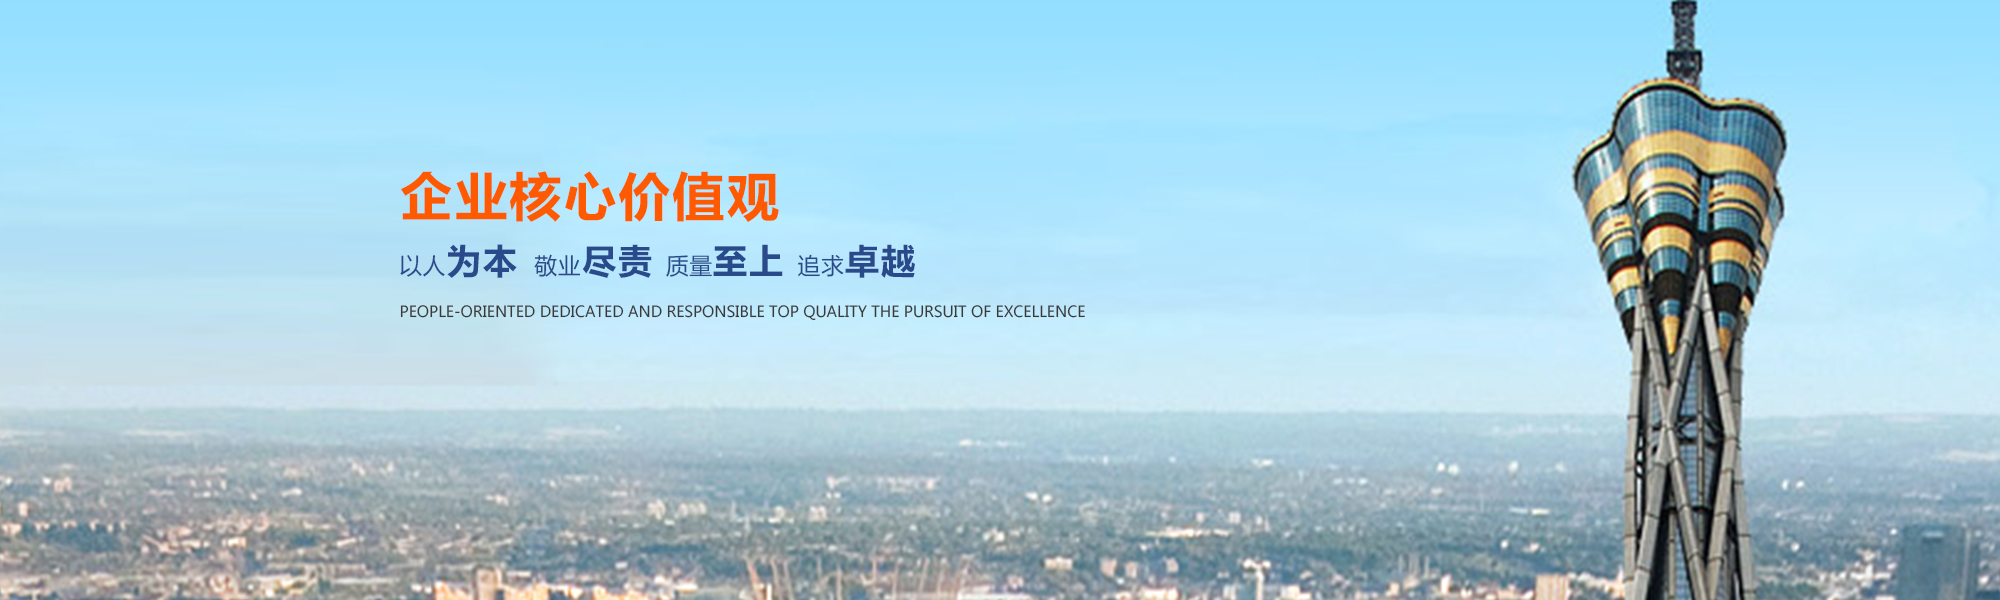 企业核心价值观
以人为本 敬业尽责 质量至上 追求卓越
PEOPLE-ORIENTED DEDICATED AND RESPONSIBLE TOP QUALITY THE PURSUIT OF EXCELLENCE